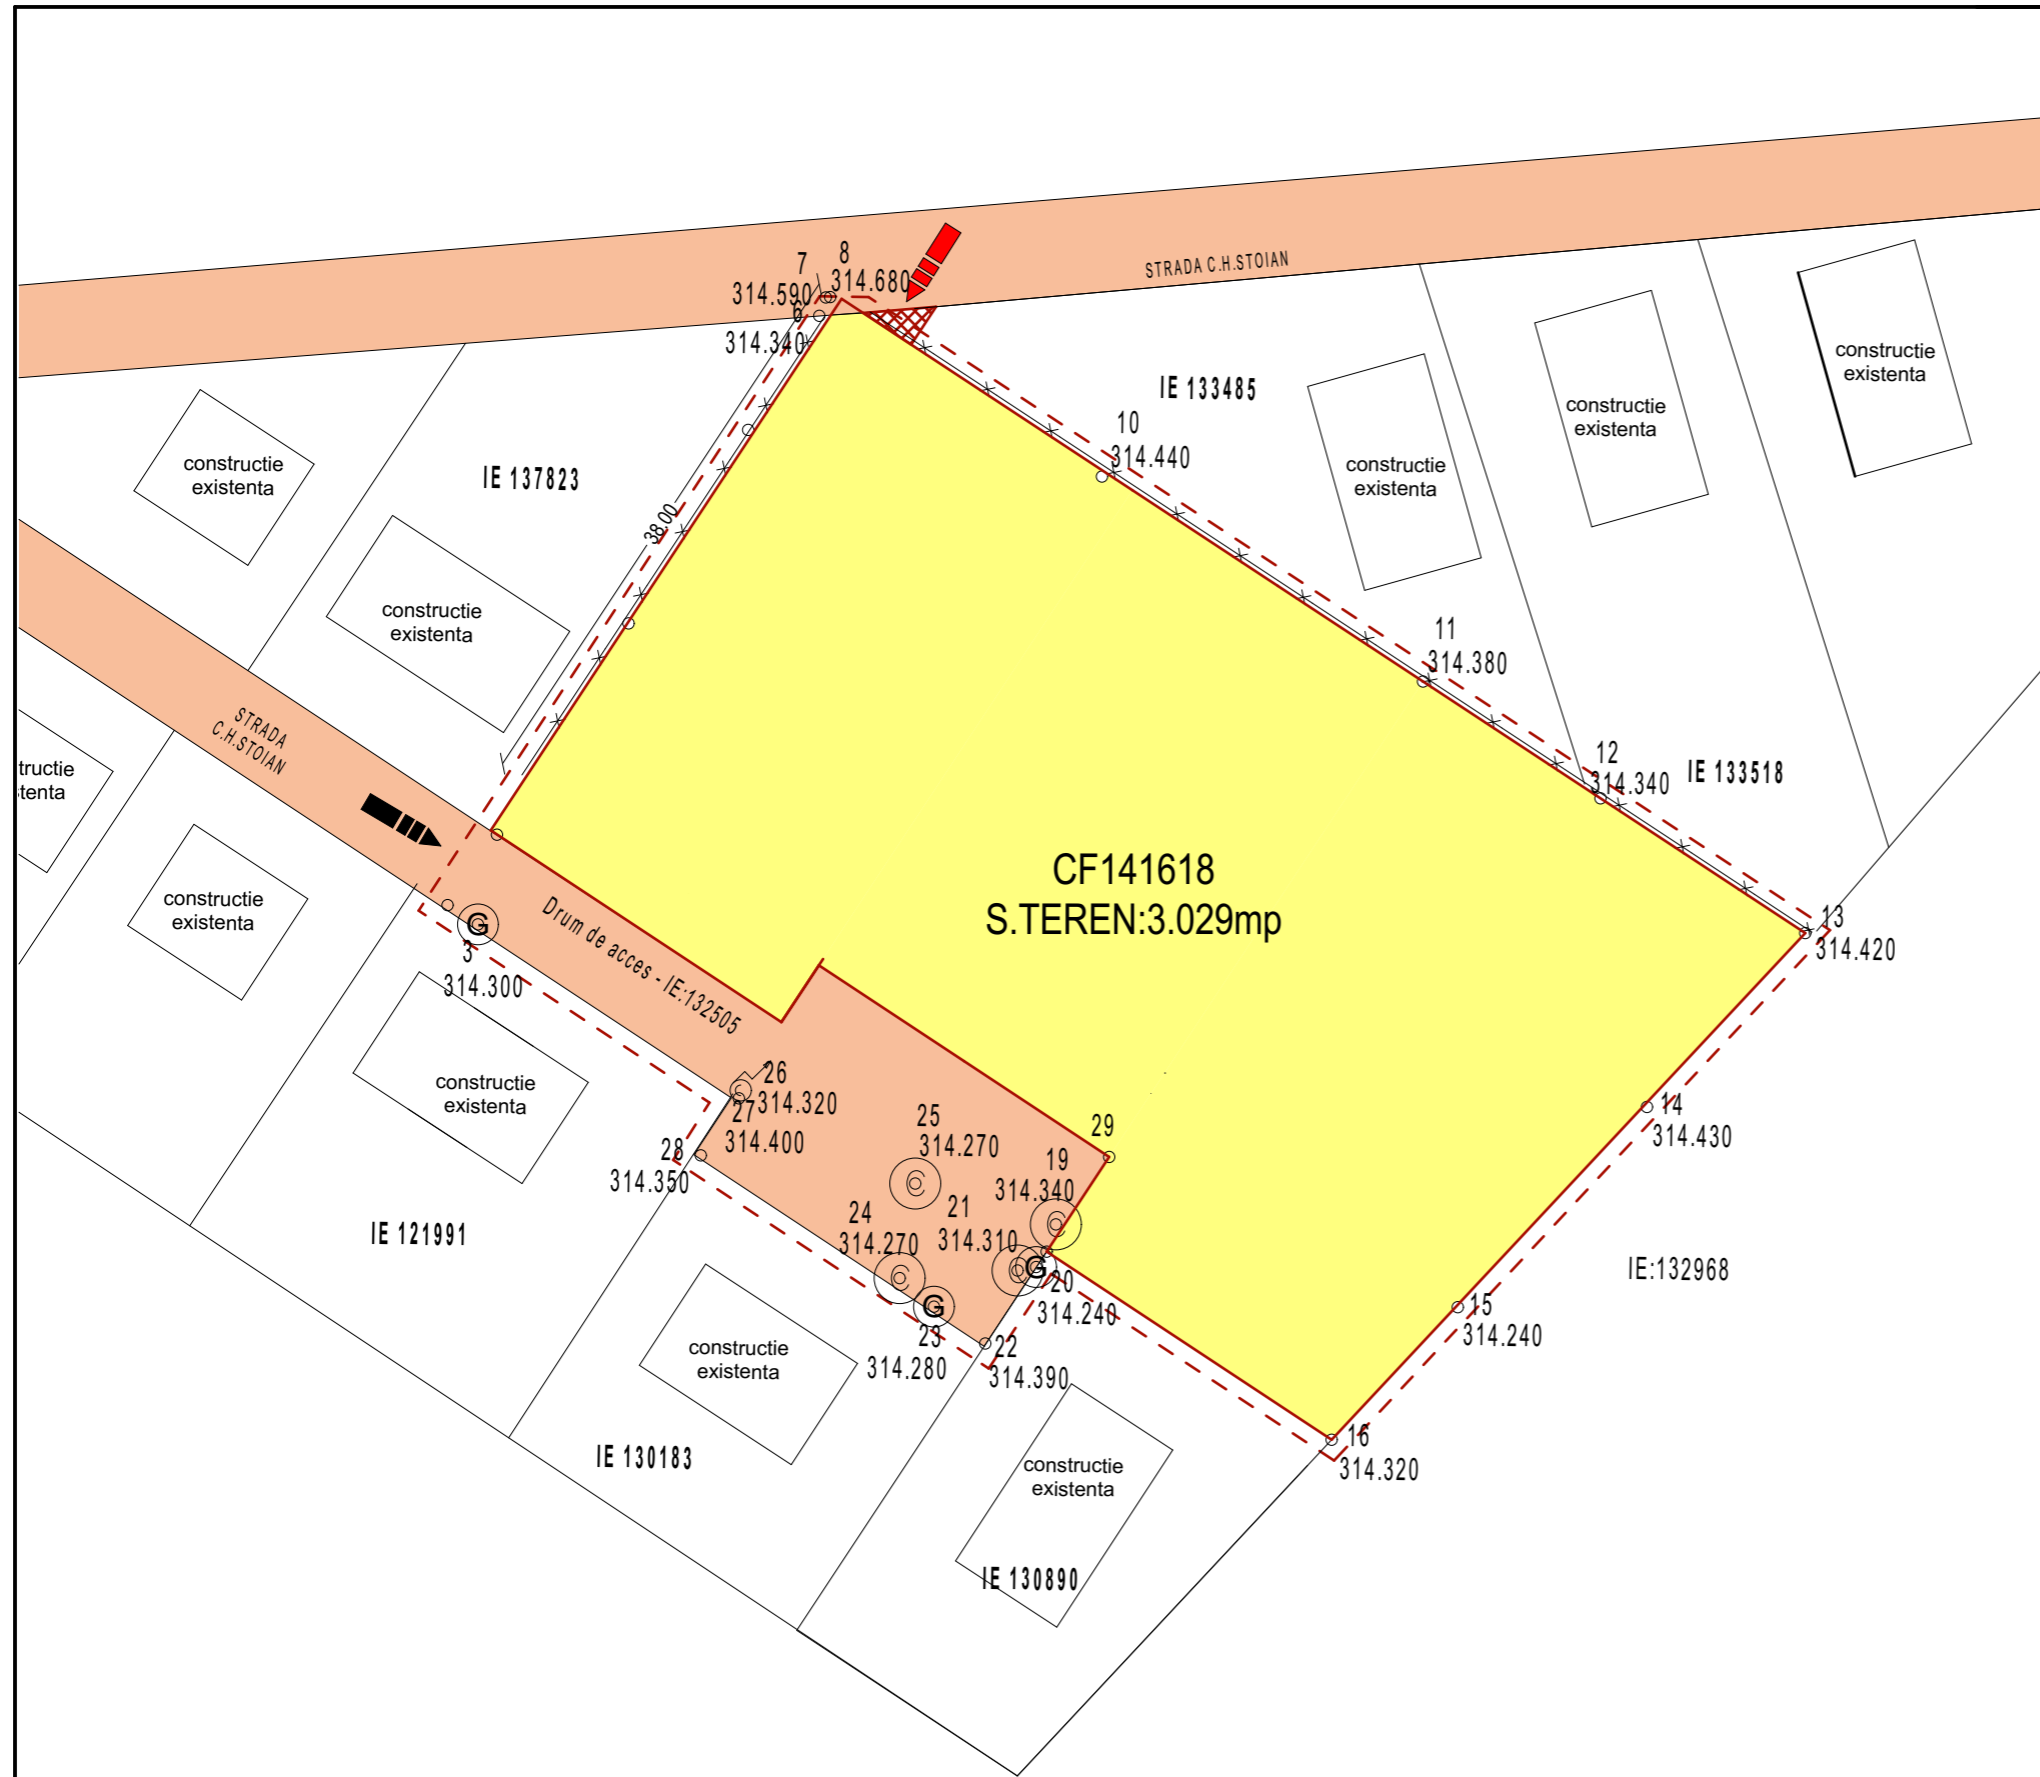 7
8
314.590
314.680
6
314.340
STRADA C.H.STOIAN
IE 133485
10
314.440
constructie
existenta
constructie
existenta
constructie
existenta
constructie
existenta
IE 137823
38.00
constructie
existenta
11
314.380
12
314.340
IE 133518
STRADA
C.H.STOIAN
tructie
tenta
constructie
existenta
CF141618
S.TEREN:3.029mp
13
314.420
G
3
314.300
Drum de acces - IE:132505
constructie
existenta
26
314.320
27
314.400
28
314.350
25
314.270
29
19
314.340
14
314.430
24
314.270
21
314.310
IE 121991
G
20
314.240
IE:132968
15
314.240
G
23
314.280
22
314.390
constructie
existenta
16
314.320
IE 130183
constructie
existenta
IE 130890